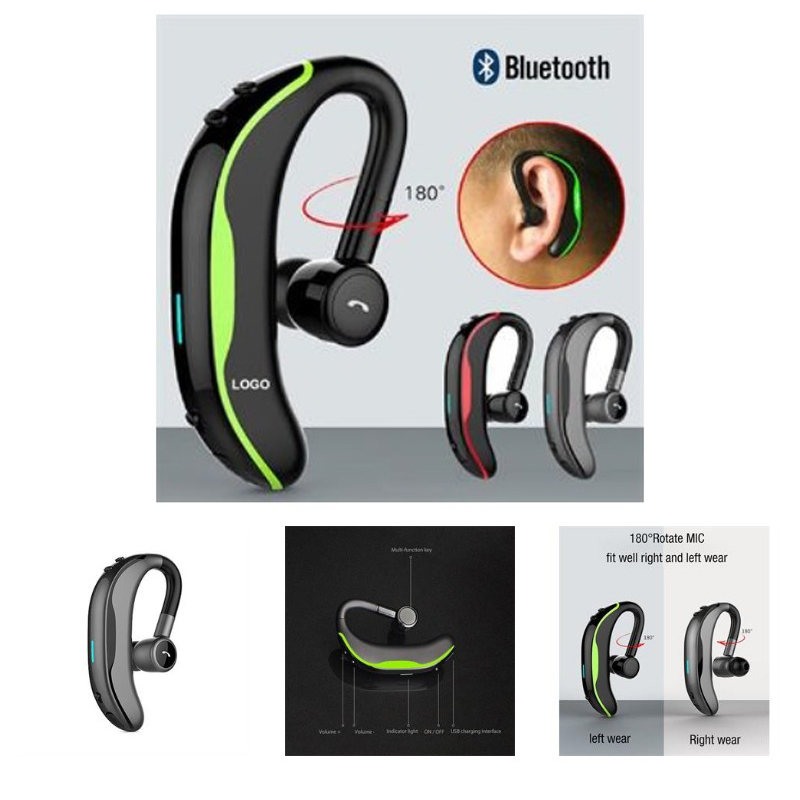 Bluetooth
180°
LOGO
Multi-function key
Volume +
Volume -
Indicator light
ON / OFF
USB charging interface
180°Rotate MIC
fit well right and left wear
180°
180°
left wear
Right wear